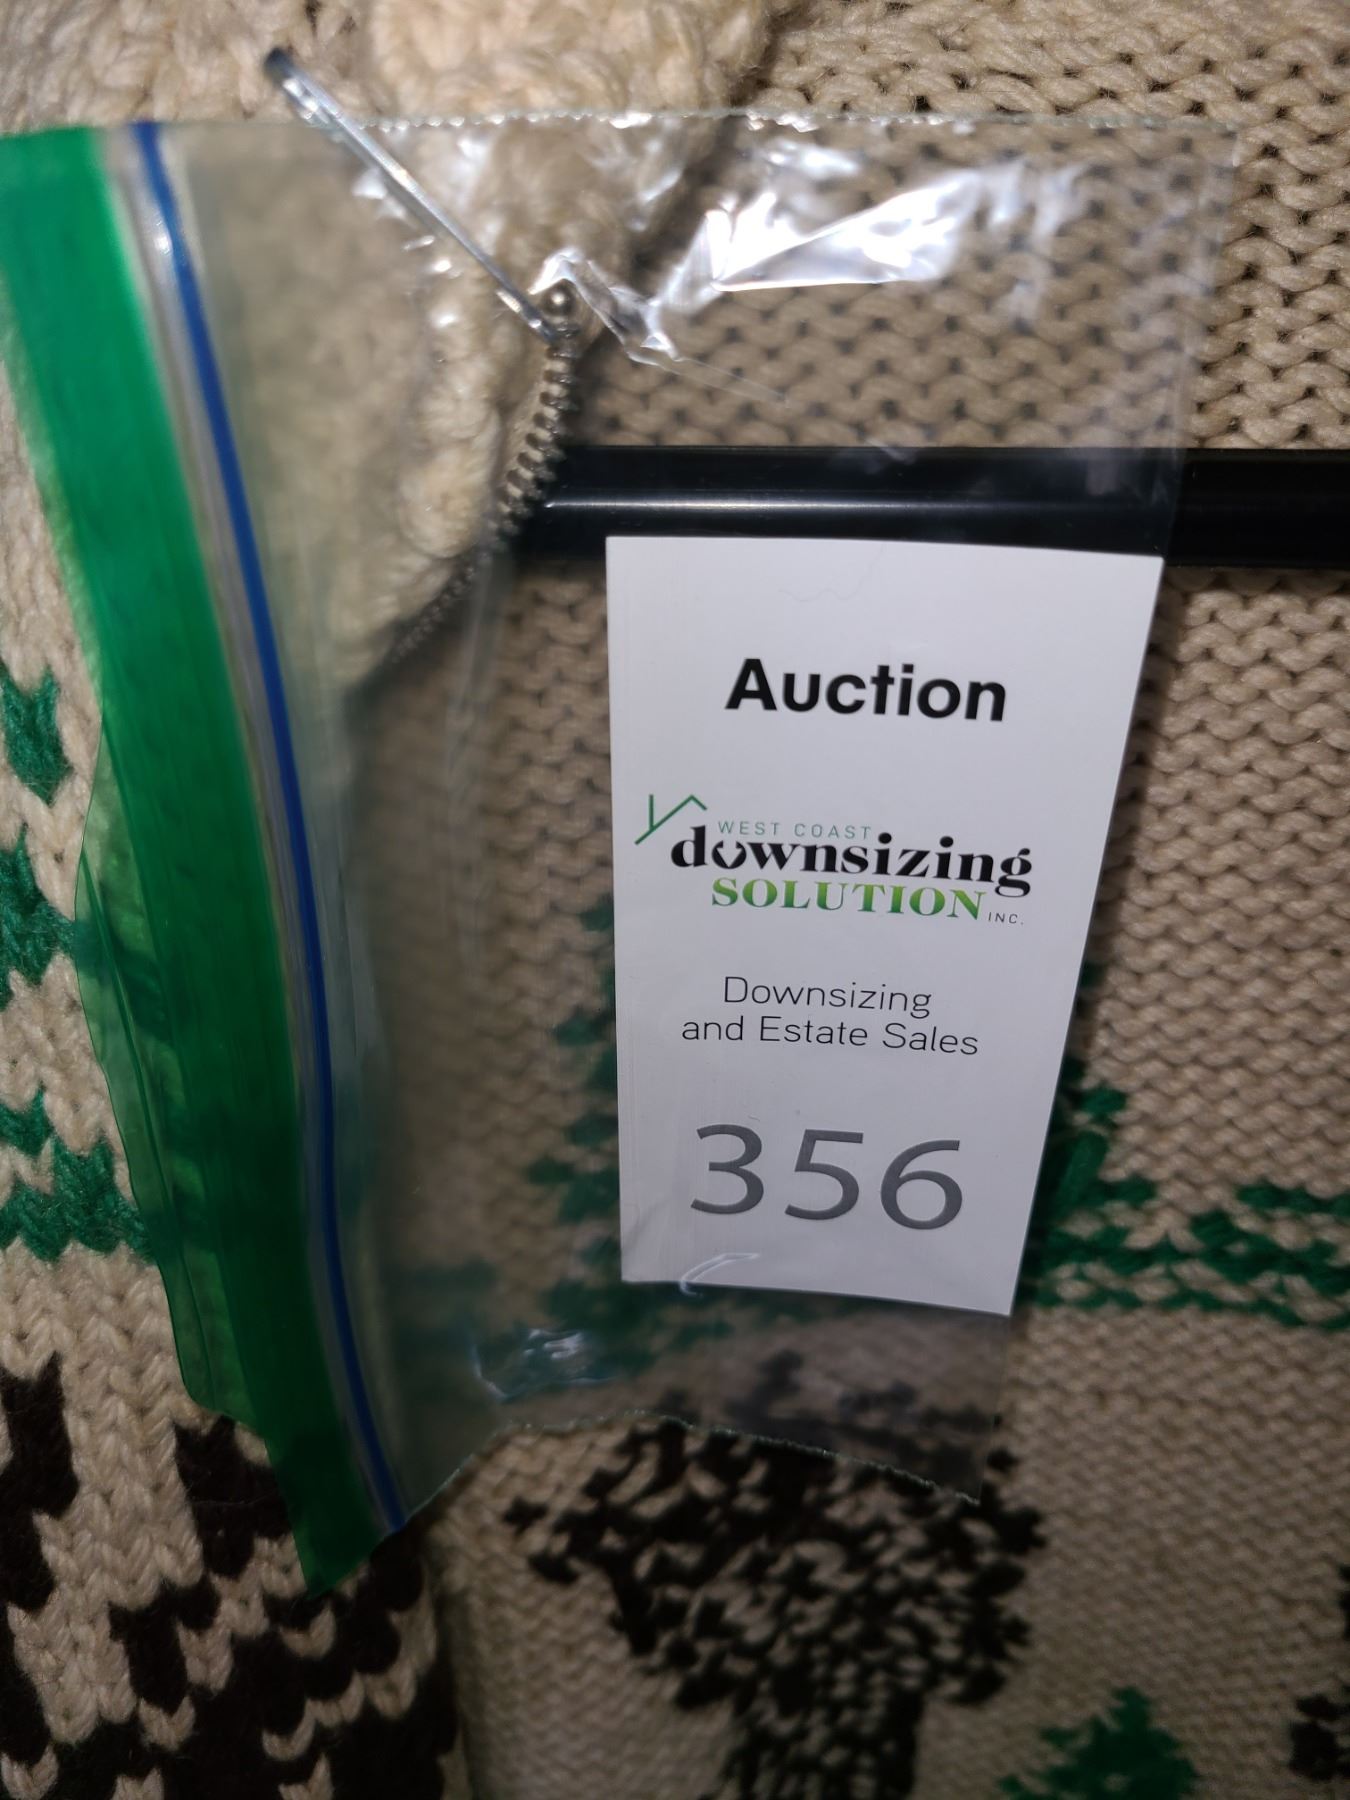 Auction
WEST COAST
downsizing
SOLUTION INC.
Downsizing
and Estate Sales
356